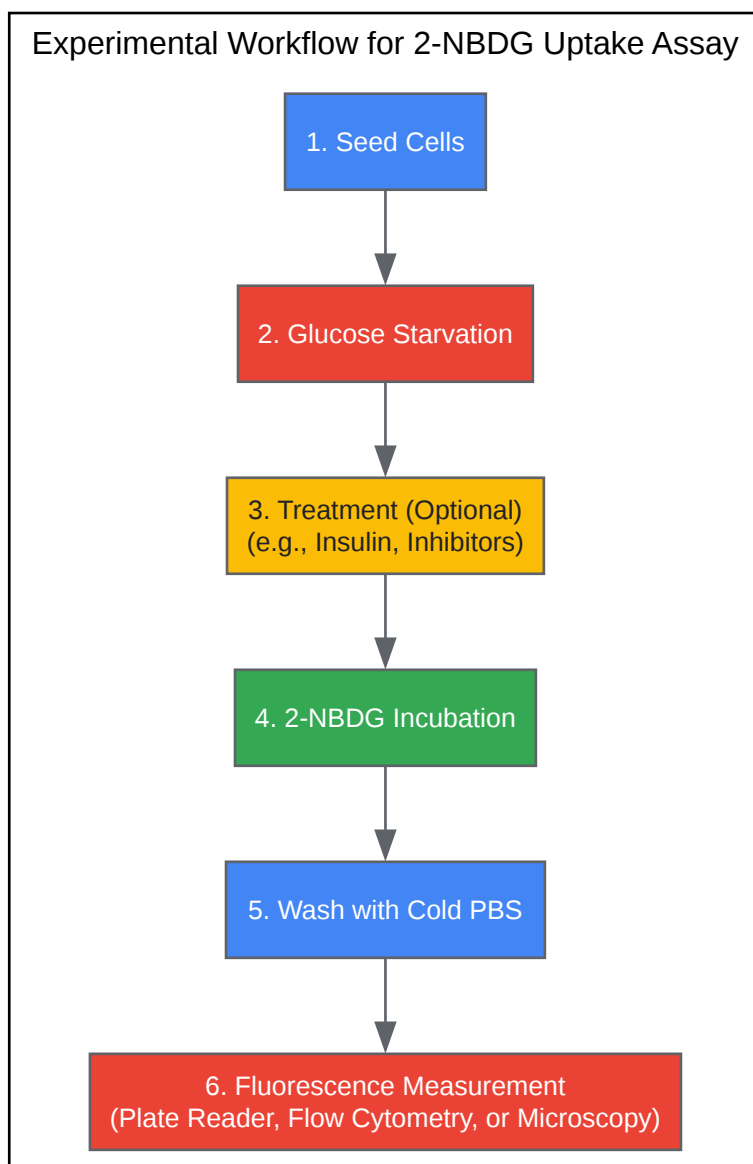 Experimental Workflow for 2-NBDG Uptake Assay
1. Seed Cells
2. Glucose Starvation
3. Treatment (Optional)
(e.g., Insulin, Inhibitors)
4. 2-NBDG Incubation
5. Wash with Cold PBS
6. Fluorescence Measurement
(Plate Reader, Flow Cytometry, or Microscopy)